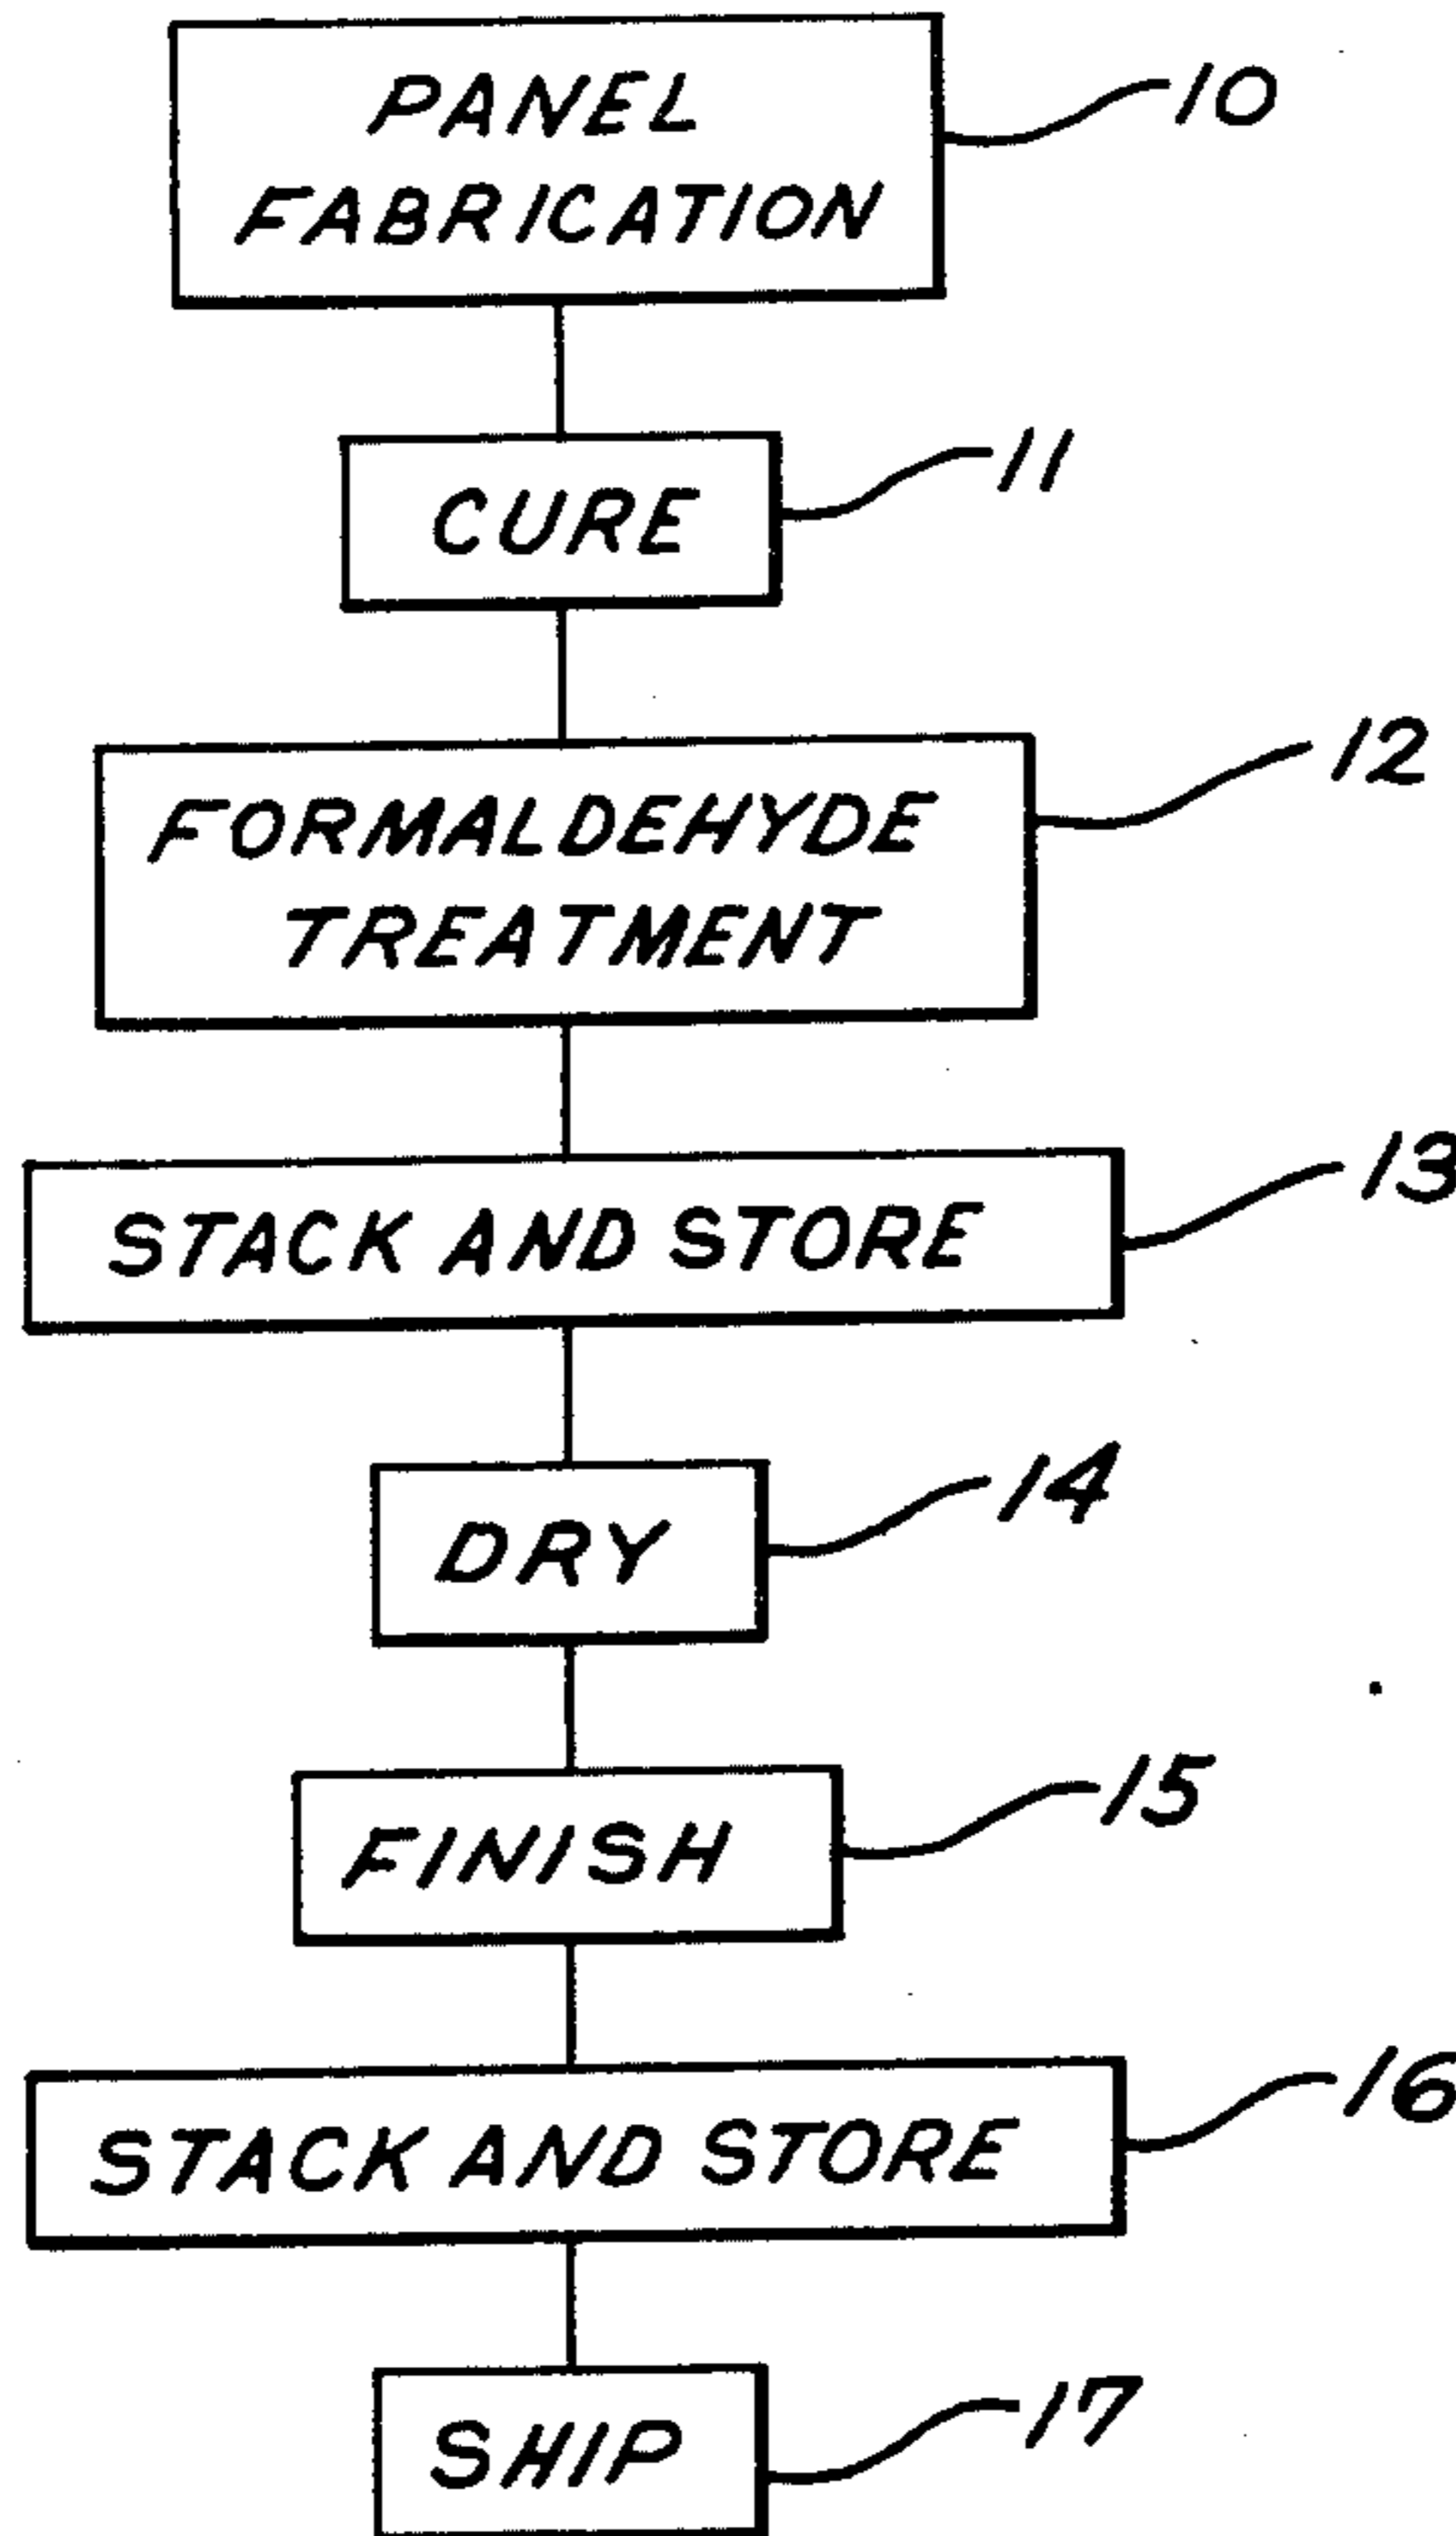 PANEL
FABRICATION
10
CURE
11
FORMALDEHYDE
TREATMENT
12
STACK AND STORE
13
DRY
14
FINISH
15
STACK AND STORE
16
SHIP
17